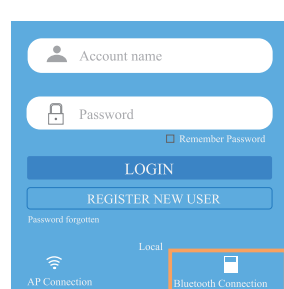 Account name
Password
Remember Password
LOGIN
REGISTER NEW USER
Password forgotten
Local
AP Connection
Bluetooth Connection